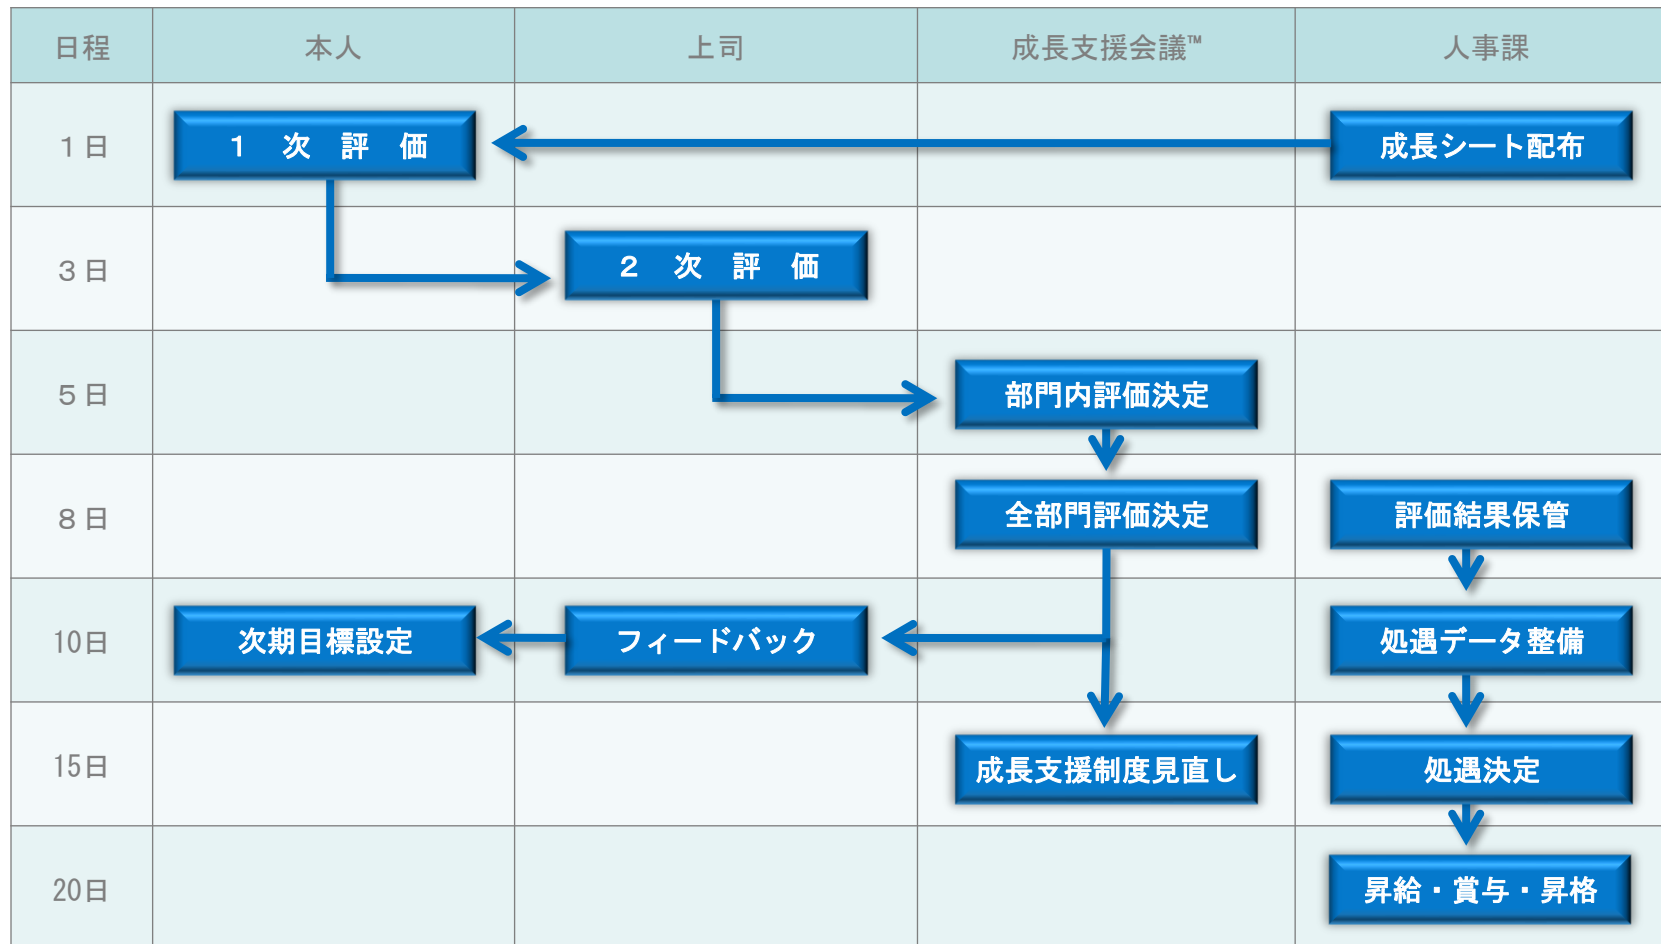 日程 本人 上司 成長支援会議™ 人事課
1日 1次評価 成長シート配布
3日 2次評価
5日 部門内評価決定
8日 全部門評価決定 評価結果保管
10日 次期目標設定 フィードバック 処遇データ整備
15日 成長支援制度見直し 処遇決定
20日 昇給・賞与・昇格